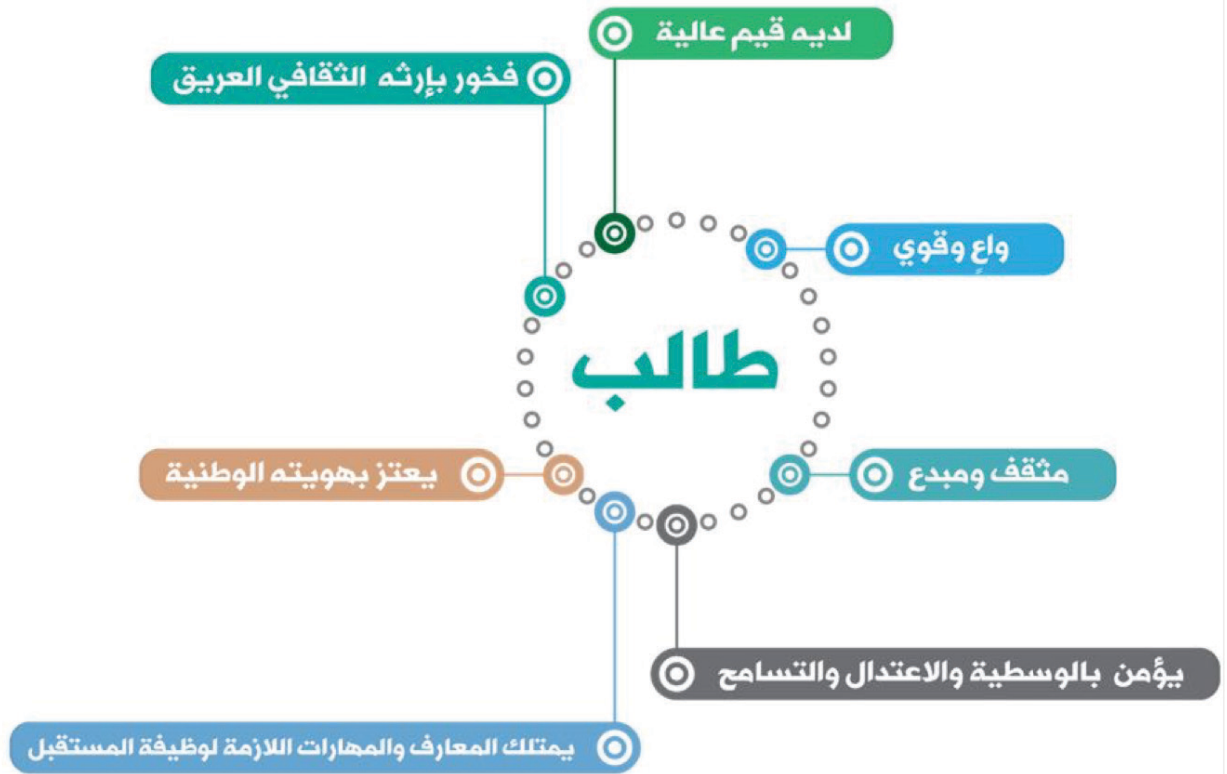 لديه قيم عالية
فخور بإرثه الثقافي العريق
واعٍ وقوي
طالب
مثقف ومبدع
يعتز بهويته الوطنية
يؤمن بالوسطية والاعتدال والتسامح
يمتلك المعارف والمهارات اللازمة لوظيفة المستقبل